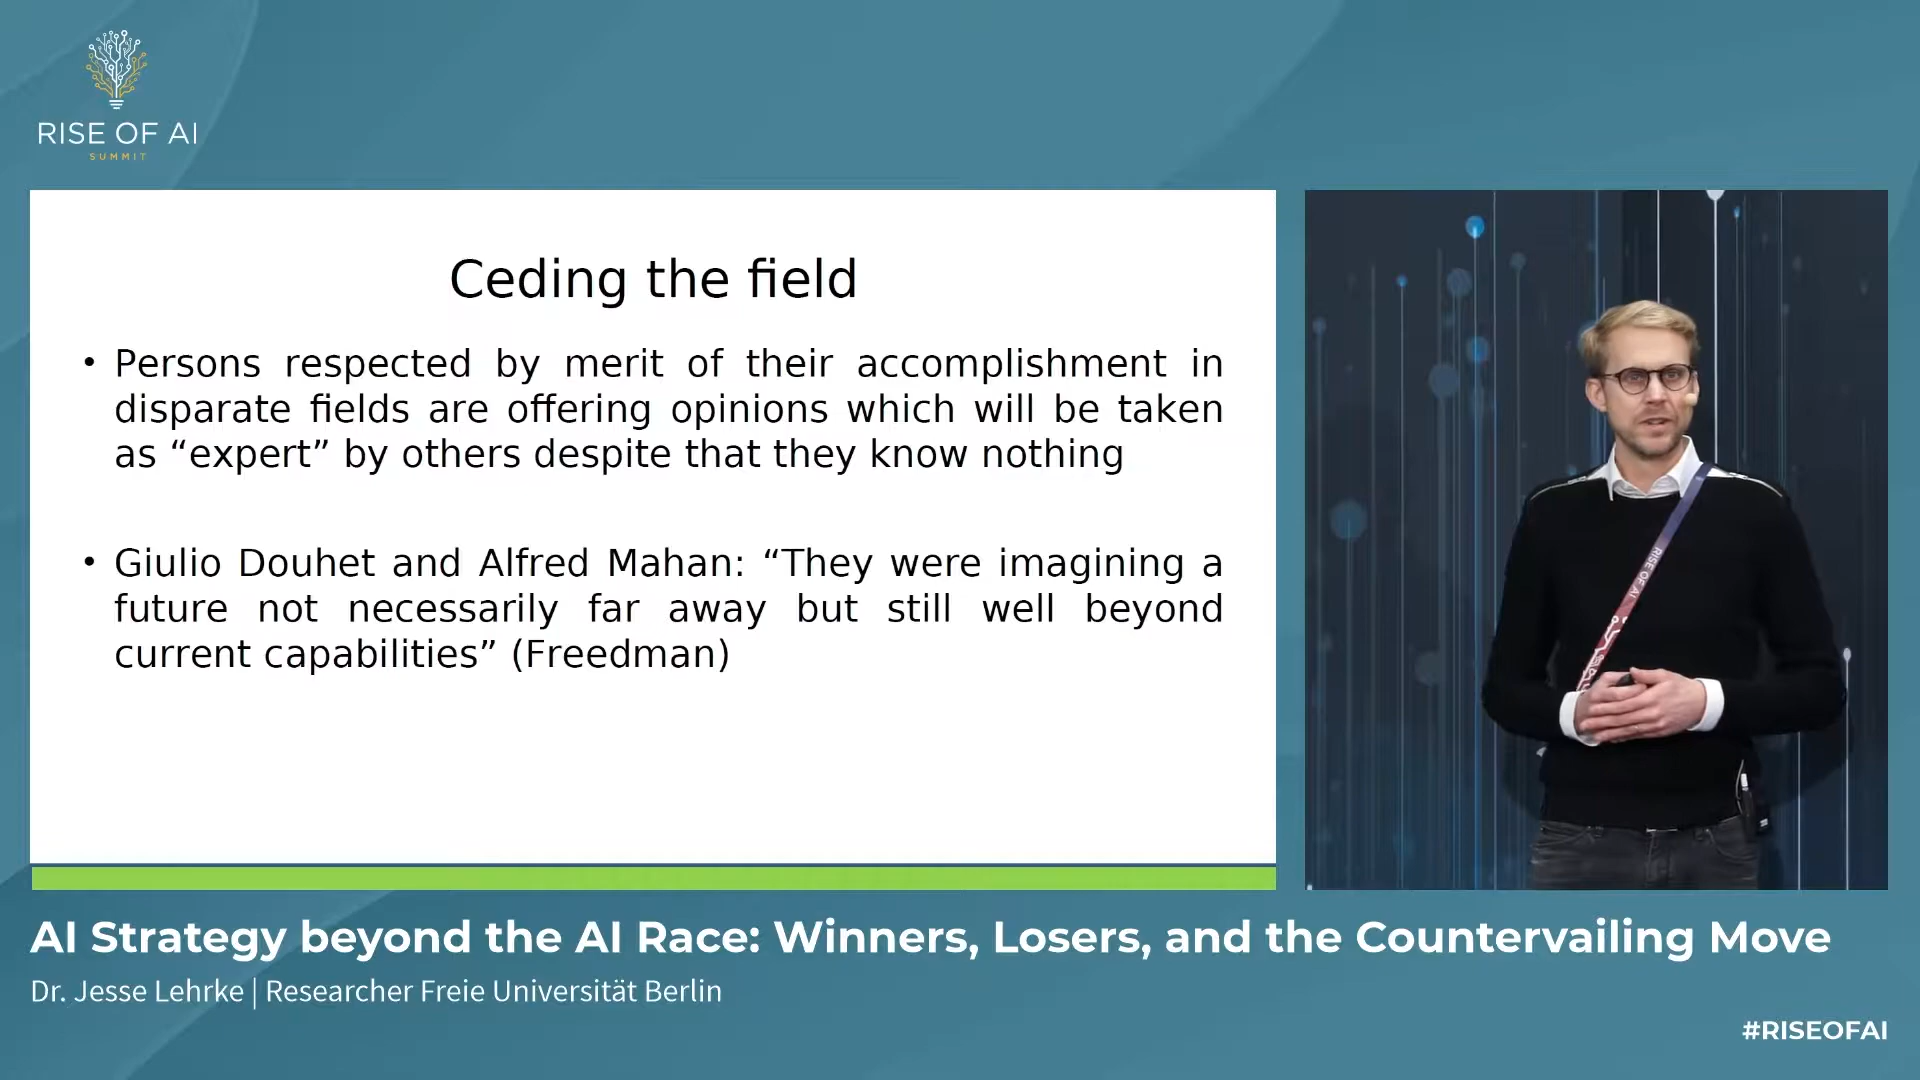 RISE OF AI
SUMMIT
Ceding the field
• Persons respected by merit of their accomplishment in
disparate fields are offering opinions which will be taken
as “expert” by others despite that they know nothing
• Giulio Douhet and Alfred Mahan: “They were imagining a
future not necessarily far away but still well beyond
current capabilities” (Freedman)
RISE OF AI
AI Strategy beyond the AI Race: Winners, Losers, and the Countervailing Move
Dr. Jesse Lehrke | Researcher Freie Universität Berlin
#RISEOFAI